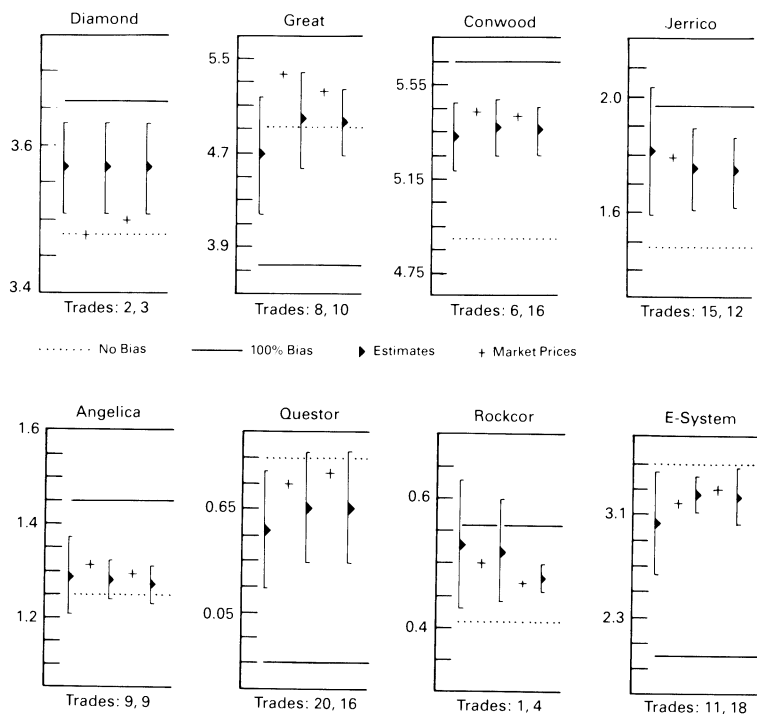 Diamond
3.6
3.4
Trades: 2, 3
Great
5.5
4.7
3.9
Trades: 8, 10
Conwood
5.55
5.15
4.75
Trades: 6, 16
Jerrico
2.0
1.6
Trades: 15, 12
No Bias
100% Bias
Estimates
Market Prices
Angelica
1.6
1.4
1.2
Trades: 9, 9
Questor
0.65
0.05
Trades: 20, 16
Rockcor
0.6
0.4
Trades: 1, 4
E-System
3.1
2.3
Trades: 11, 18